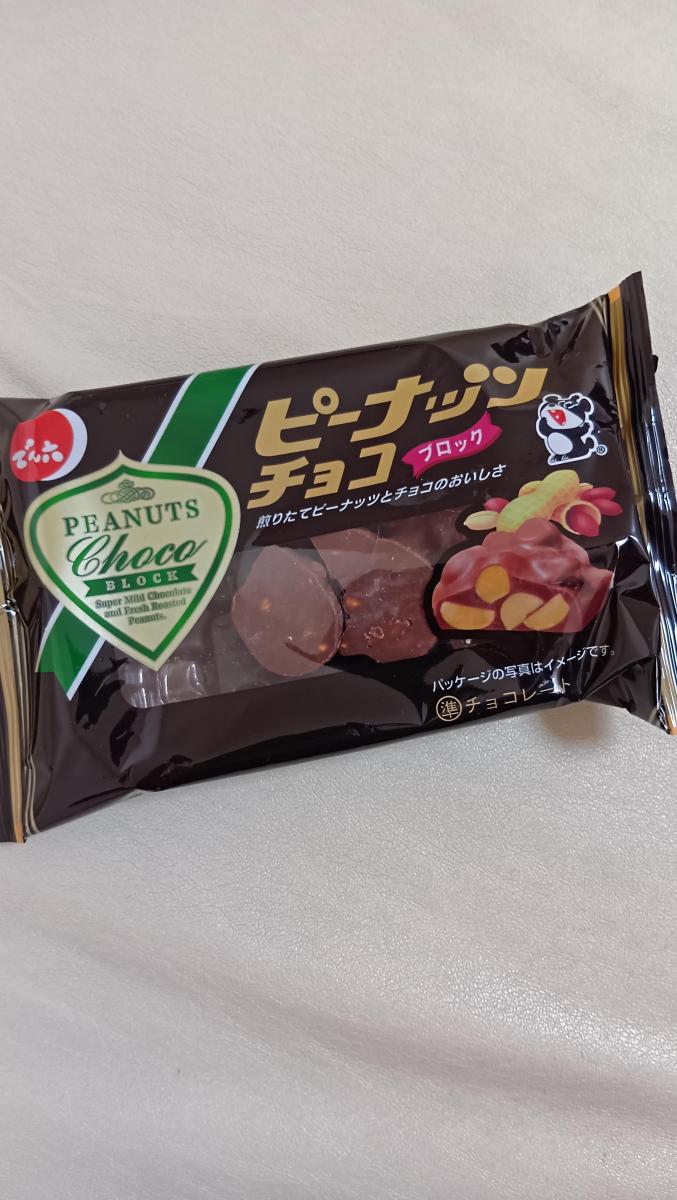 でん六
ピーナッツ
チョコ
ブロック
煎りたてピーナッツとチョコのおいしさ
PEANUTS
Choco
BLOCK
Super Mild Chocolate
and Fresh Roasted
Peanuts.
®
パッケージの写真はイメージです。
準チョコレート